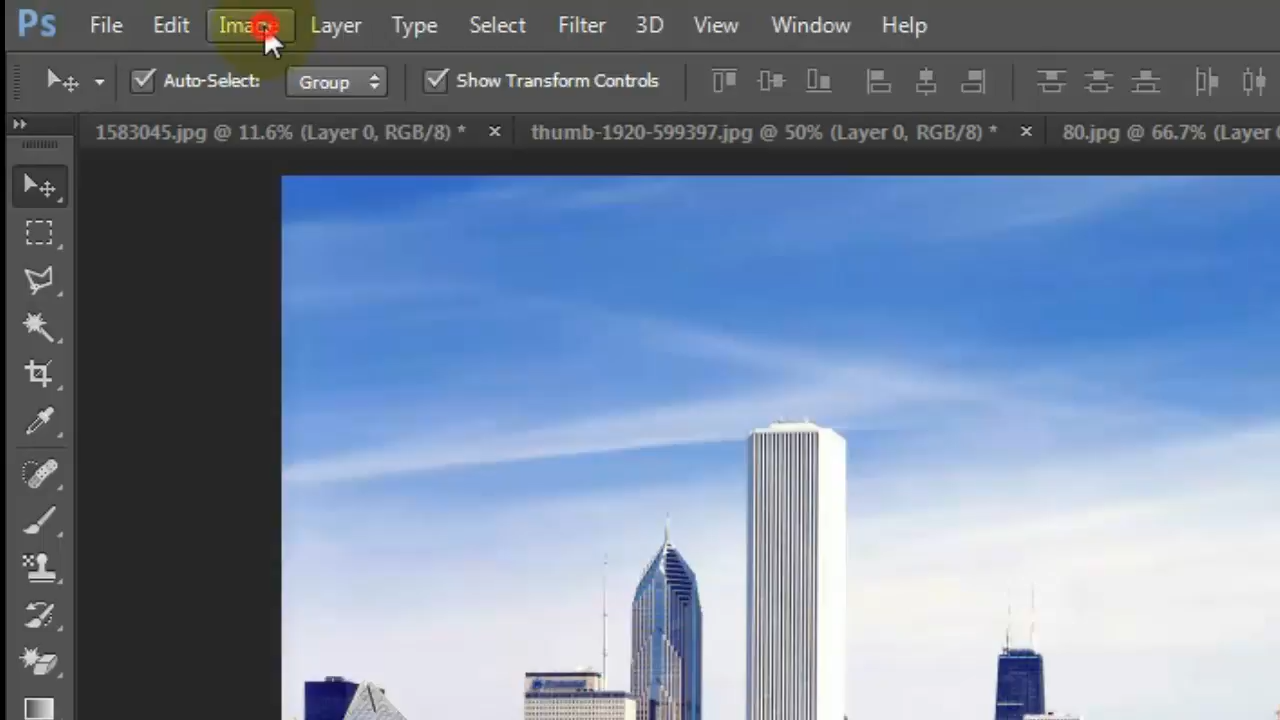 Ps File Edit Image Layer Type Select Filter 3D View Window Help
Auto-Select: Group Show Transform Controls
1583045.jpg @ 11.6% (Layer 0, RGB/8) * × thumb-1920-599397.jpg @ 50% (Layer 0, RGB/8) * × 80.jpg @ 66.7% (Layer